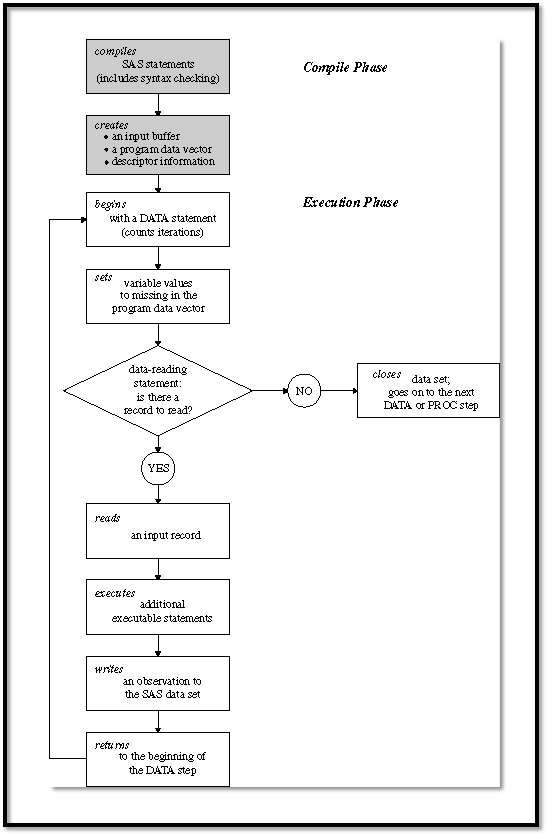 compiles
SAS statements
(includes syntax checking)
Compile Phase
creates
• an input buffer
• a program data vector
• descriptor information
begins
with a DATA statement
(counts iterations)
Execution Phase
sets
variable values
to missing in the
program data vector
data-reading
statement:
is there a
record to read?
NO
closes
data set;
goes on to the next
DATA or PROC step
YES
reads
an input record
executes
additional
executable statements
writes
an observation to
the SAS data set
returns
to the beginning of
the DATA step